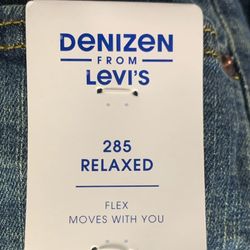 DENiZEN
FROM
LEVi'S
285
RELAXED
FLEX
MOVES WITH YOU